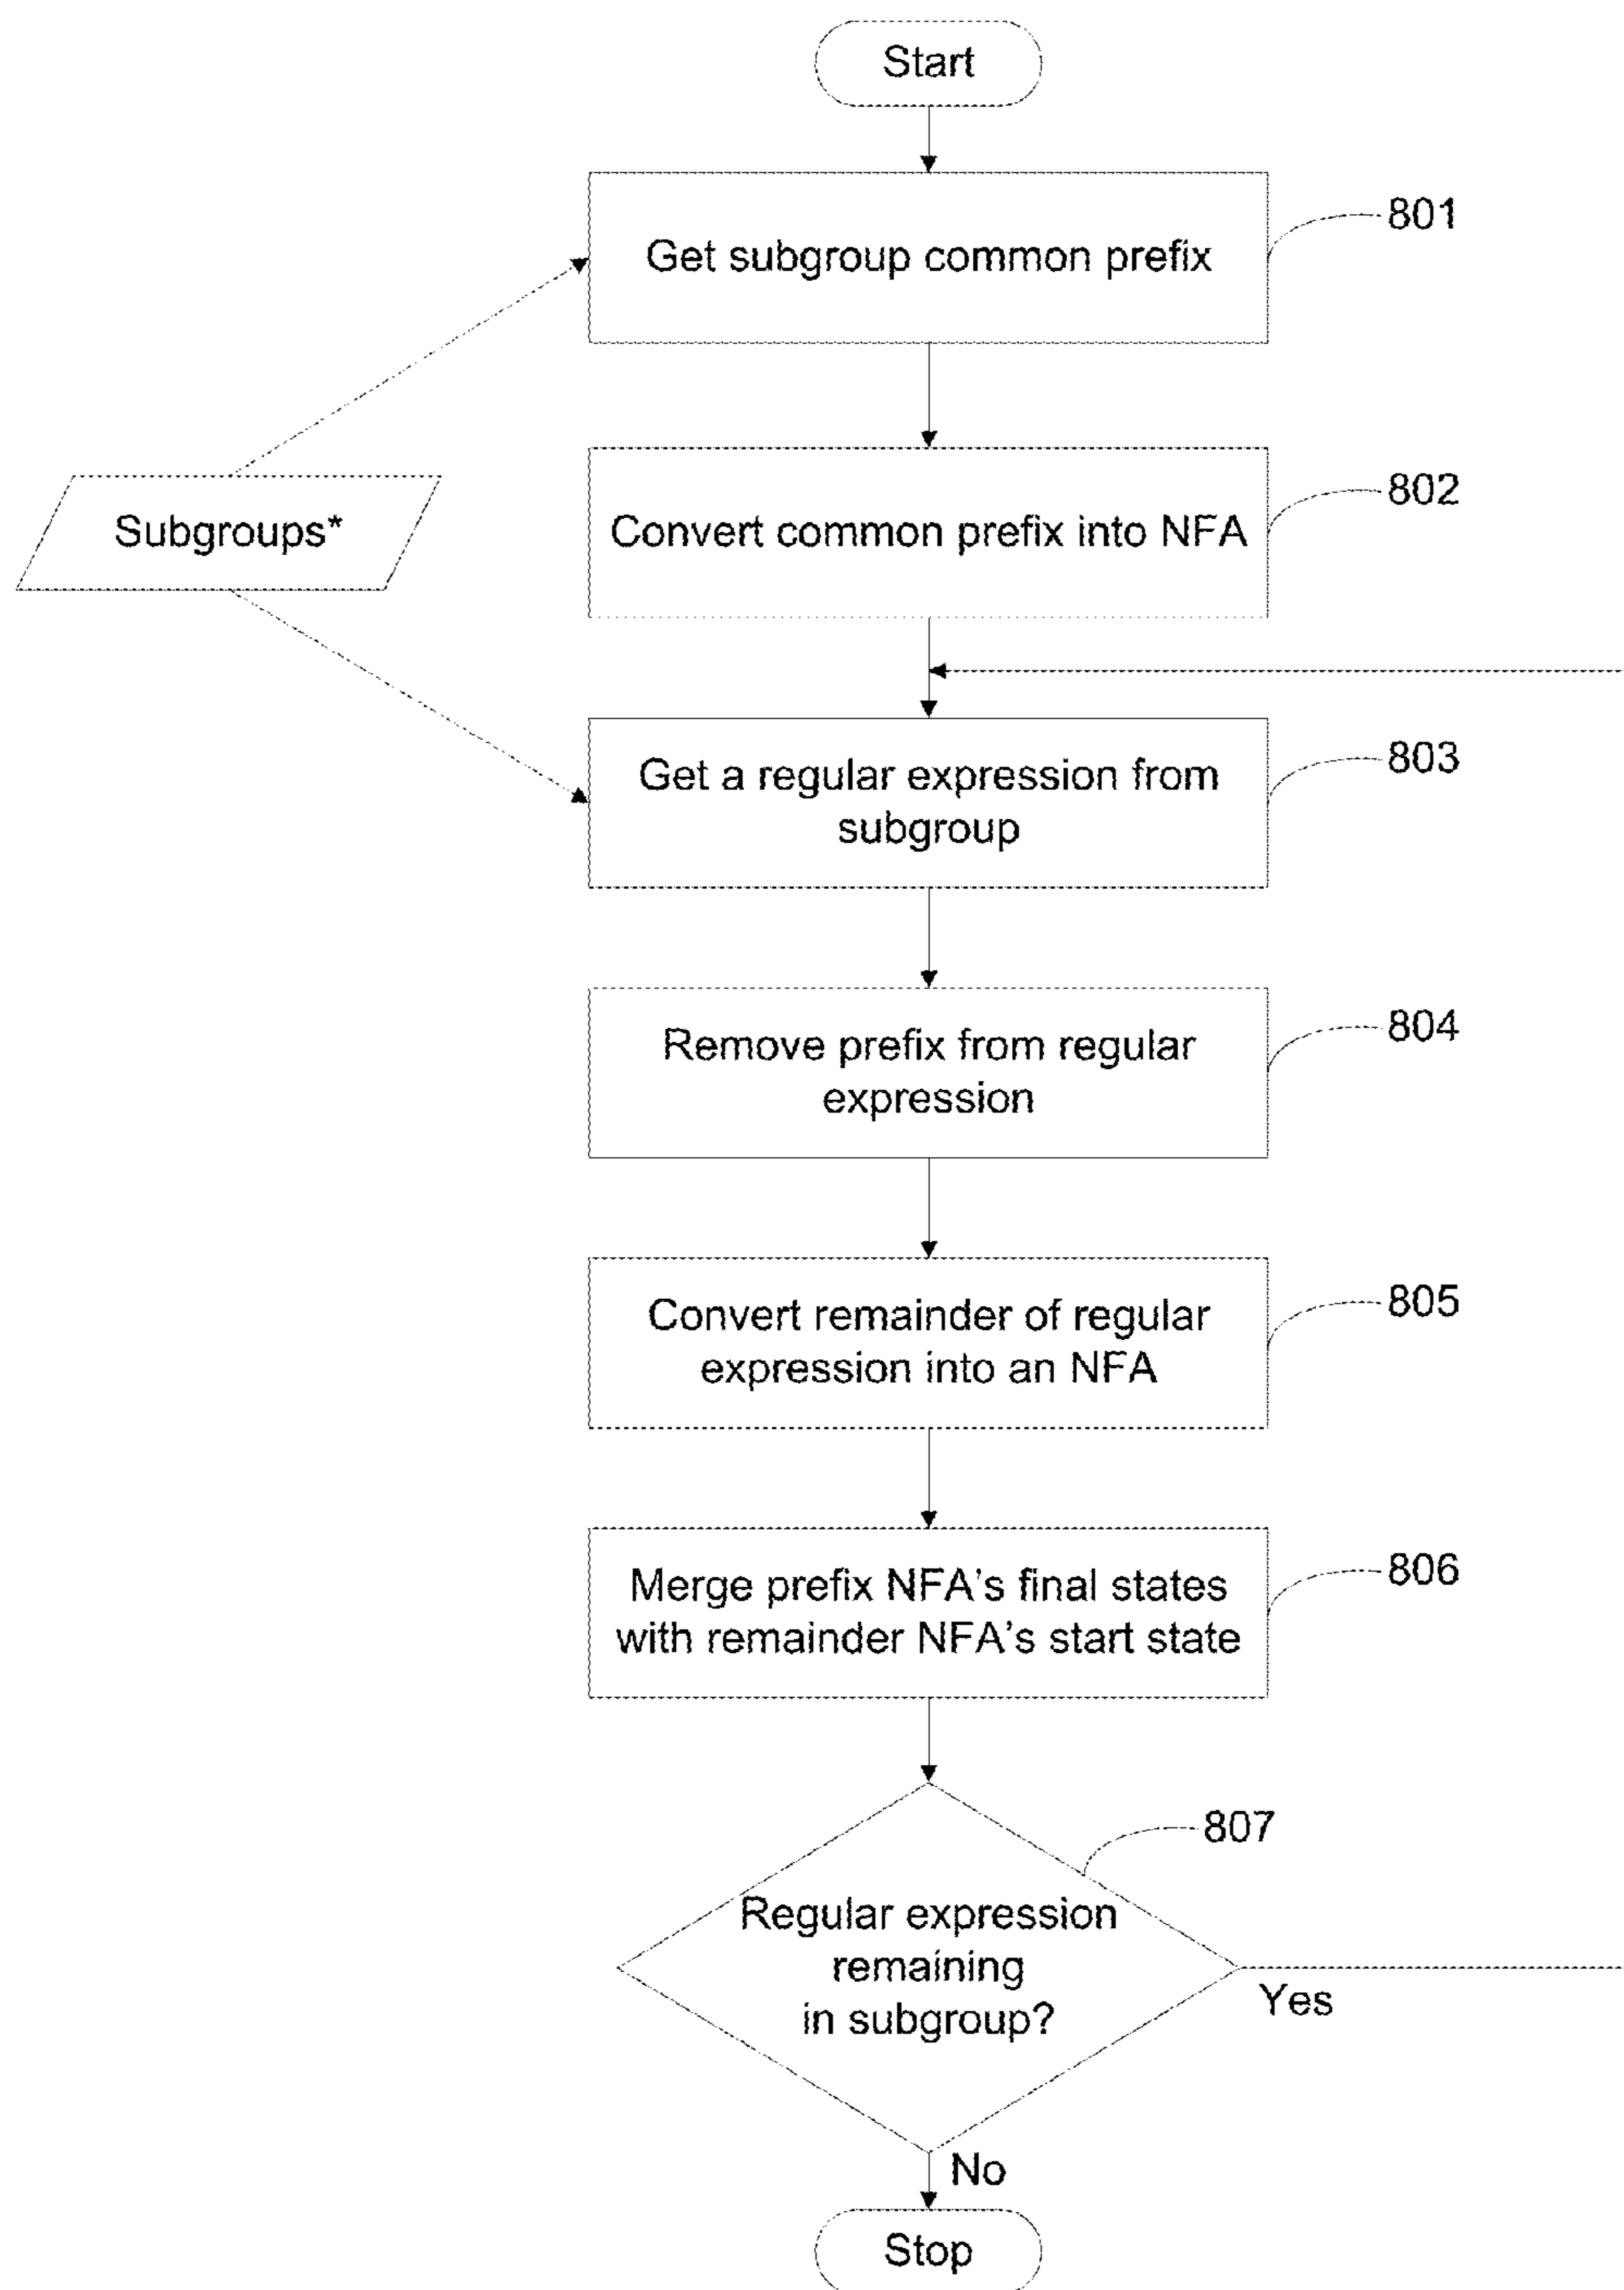 Start
801
Get subgroup common prefix
802
Subgroups*
Convert common prefix into NFA
803
Get a regular expression from
subgroup
804
Remove prefix from regular
expression
805
Convert remainder of regular
expression into an NFA
806
Merge prefix NFA's final states
with remainder NFA's start state
807
Regular expression
remaining
in subgroup?
Yes
No
Stop